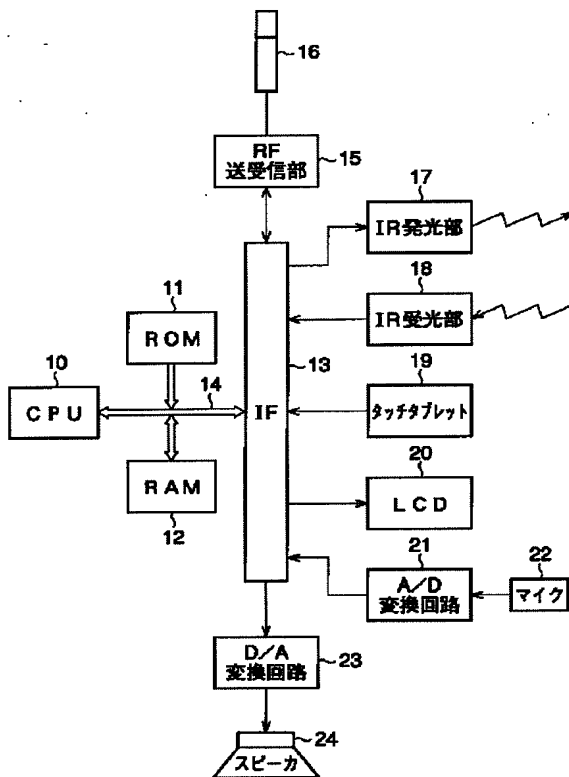 16
RF
送受信部
15
17
IR発光部
11
18
ROM
IR受光部
10
14
13
19
CPU
IF
タッチタブレット
20
RAM
LCD
12
21
A/D
変換回路
22
マイク
D/A
変換回路
23
24
スピーカ